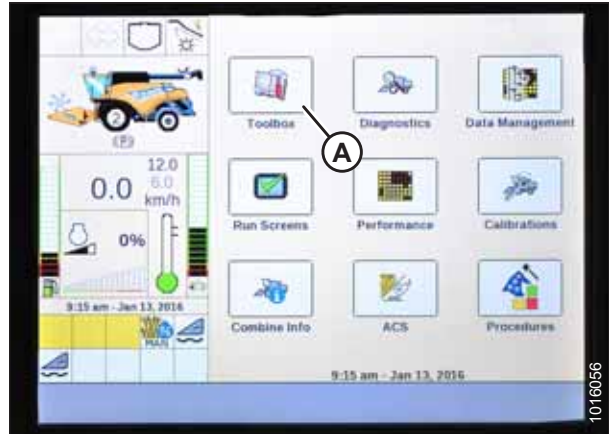 Toolbox
Diagnostics
Data Management
A
2
(P)
12.0
0.0
6.0
km/h
Run Screens
Performance
Calibrations
0%
9:15 am - Jan 13, 2016
MAN
Combine Info
ACS
Procedures
9:15 am - Jan 13, 2016
1016056